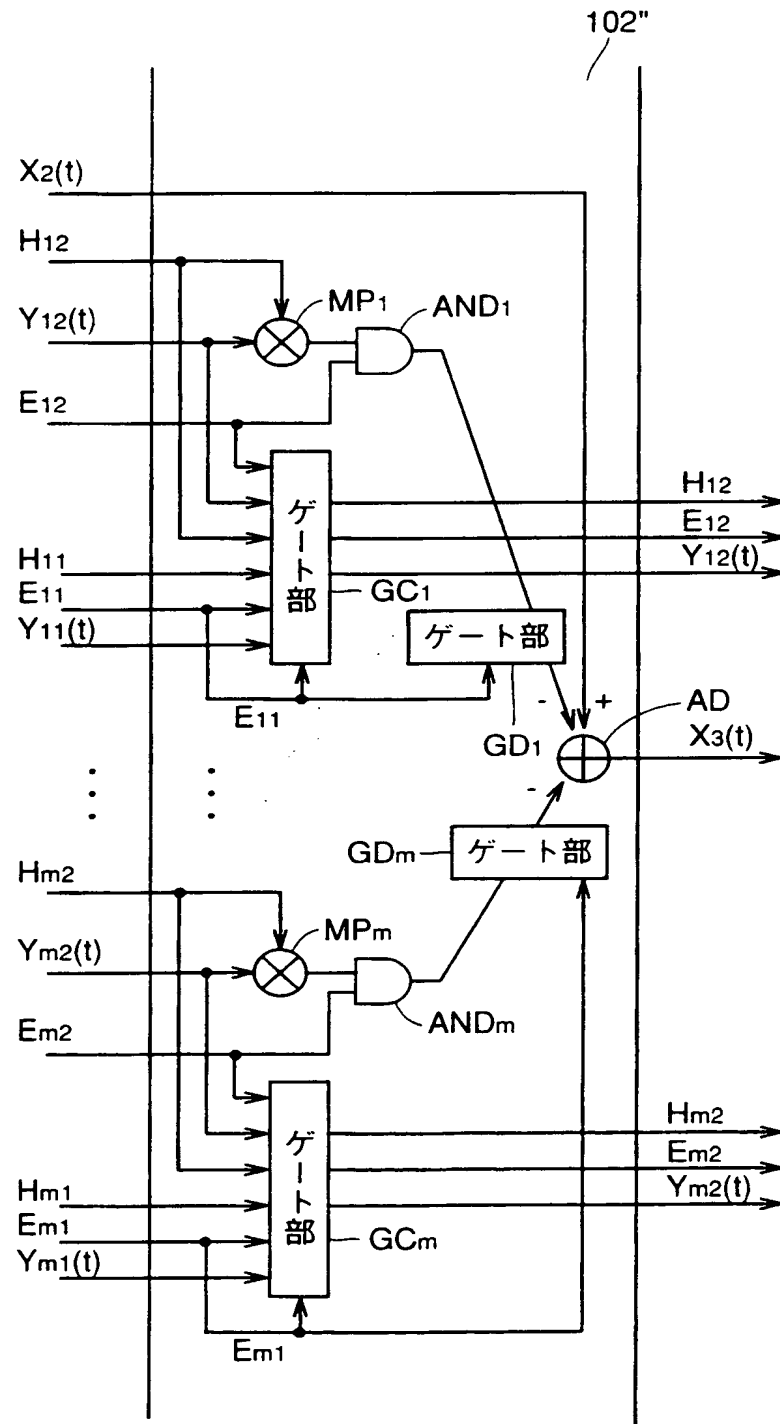 102"
X2(t)
H12
MP1
AND1
Y12(t)
E12
H12
E12
Y12(t)
ゲート部
H11
E11
GC1
Y11(t)
ゲート部
E11
GD1
-
+
AD
X3(t)
-
GDm
ゲート部
Hm2
MPm
Ym2(t)
ANDm
Em2
Hm2
Em2
Ym2(t)
ゲート部
Hm1
Em1
GCm
Ym1(t)
Em1